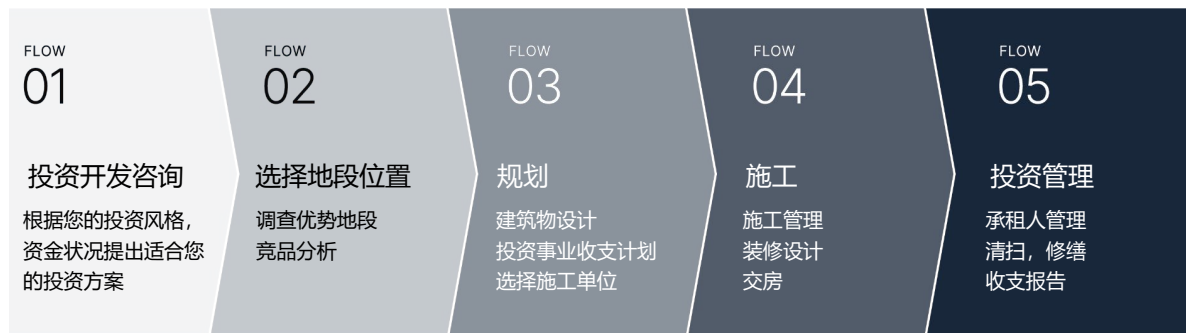 FLOW
01
投资开发咨询
根据您的投资风格，
资金状况提出适合您
的投资方案
FLOW
02
选择地段位置
调查优势地段
竞品分析
FLOW
03
规划
建筑物设计
投资事业收支计划
选择施工单位
FLOW
04
施工
施工管理
装修设计
交房
FLOW
05
投资管理
承租人管理
清扫，修缮
收支报告